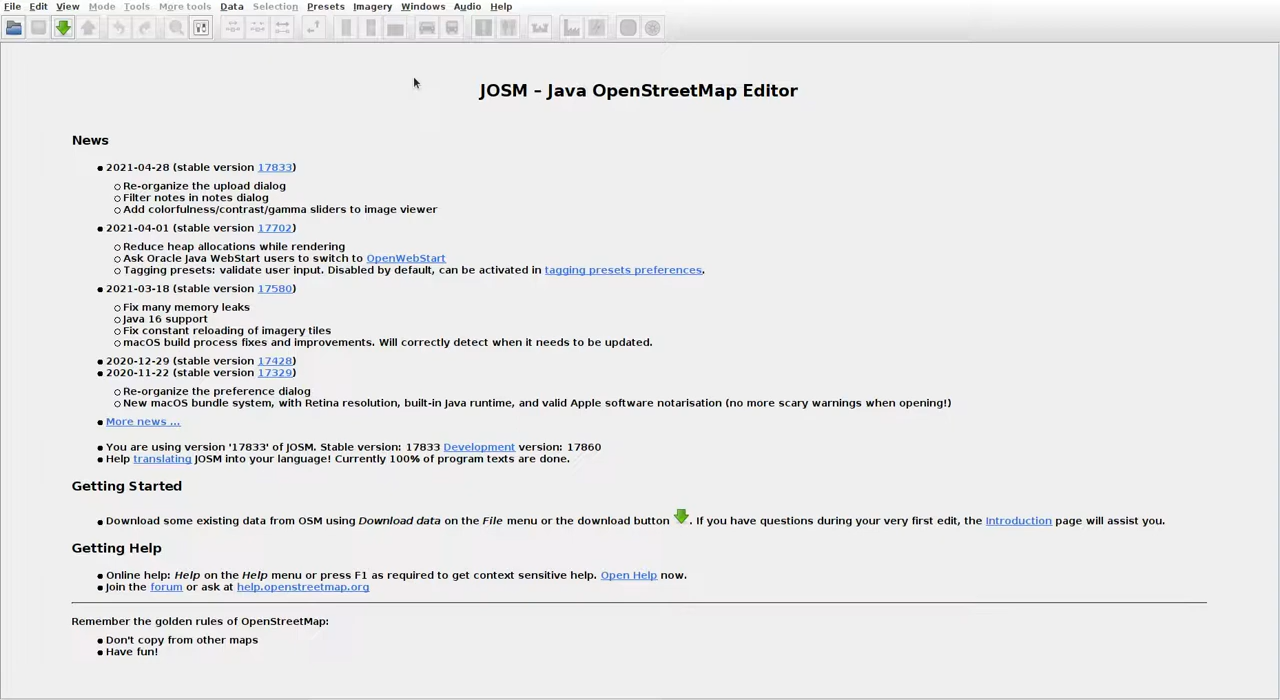 File Edit View Mode Tools More tools Data Selection Presets Imagery Windows Audio Help
JOSM – Java OpenStreetMap Editor
News
2021-04-28 (stable version 17833)
Re-organize the upload dialog
Filter notes in notes dialog
Add colorfulness/contrast/gamma sliders to image viewer
2021-04-01 (stable version 17702)
Reduce heap allocations while rendering
Ask Oracle Java WebStart users to switch to OpenWebStart
Tagging presets: validate user input. Disabled by default, can be activated in tagging presets preferences.
2021-03-18 (stable version 17580)
Fix many memory leaks
Java 16 support
Fix constant reloading of imagery tiles
macOS build process fixes and improvements. Will correctly detect when it needs to be updated.
2020-12-29 (stable version 17428)
2020-11-22 (stable version 17329)
Re-organize the preference dialog
New macOS bundle system, with Retina resolution, built-in Java runtime, and valid Apple software notarisation (no more scary warnings when opening!)
More news ...
You are using version '17833' of JOSM. Stable version: 17833 Development version: 17860
Help translating JOSM into your language! Currently 100% of program texts are done.
Getting Started
Download some existing data from OSM using Download data on the File menu or the download button . If you have questions during your very first edit, the Introduction page will assist you.
Getting Help
Online help: Help on the Help menu or press F1 as required to get context sensitive help. Open Help now.
Join the forum or ask at help.openstreetmap.org
Remember the golden rules of OpenStreetMap:
Don't copy from other maps
Have fun!